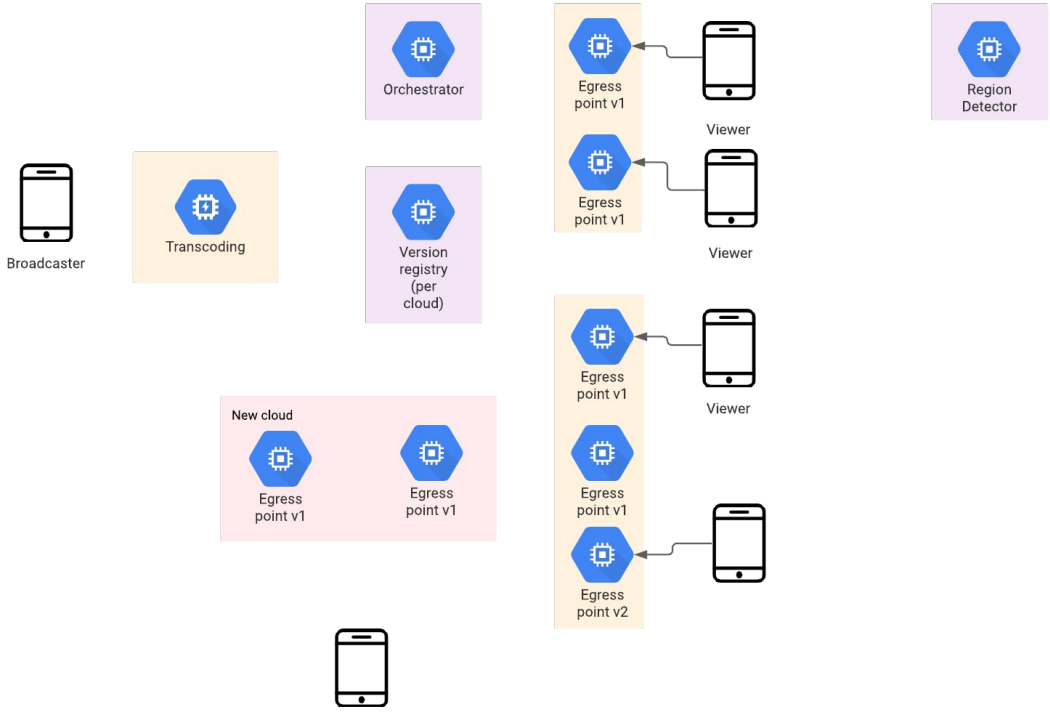 Orchestrator
Egress
point v1
Viewer
Region
Detector
Egress
point v1
Viewer
Broadcaster
Transcoding
Version
registry
(per
cloud)
Egress
point v1
Viewer
New cloud
Egress
point v1
Egress
point v1
Egress
point v1
Egress
point v2